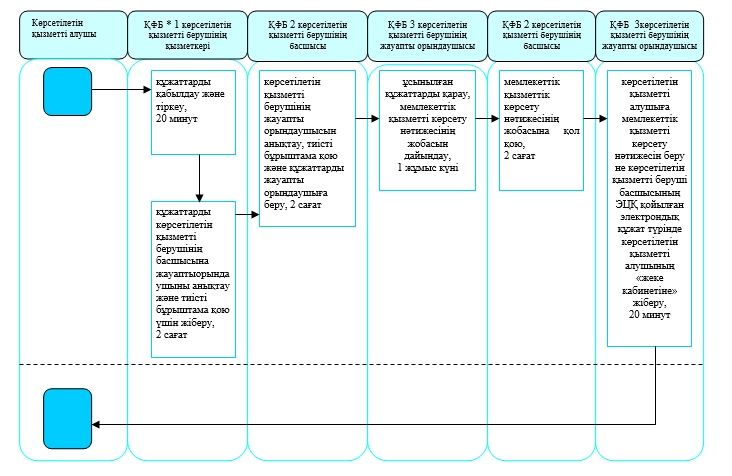 Көрсетілетін
қызметті алушы
ҚФБ * 1 көрсетілетін
қызметті берушінің
қызметкері
ҚФБ 2 көрсетілетін
қызметті берушінің
басшысы
ҚФБ 3 көрсетілетін
қызметті берушінің
жауапты орындаушысы
ҚФБ 2 көрсетілетін
қызметті берушінің
басшысы
ҚФБ 3көрсетілетін
қызметті берушінің
жауапты орындаушысы
құжаттарды
қабылдау және
тіркеу,
20 минут
құжаттарды
көрсетілетін
қызметті
берушінің
басшысына
жауаптыорында
ушыны анықтау
және тиісті
бұрыштама қою
үшін жіберу,
2 сағат
көрсетілетін
қызметті
берушінің
жауапты
орындаушысын
анықтау, тиісті
бұрыштама қою
және құжаттарды
жауапты
орындаушыға
беру, 2 сағат
ұсынылған
құжаттарды қарау,
мемлекеттік
қызметті көрсету
нәтижесінің
жобасын
дайындау,
1 жұмыс күні
мемлекеттік
қызметтік
көрсету
нәтижесінің
жобасына қол
қою,
2 сағат
көрсетілетін
қызметті
алушыға
мемлекеттік
қызметті
көрсету
нәтижесін беру
не көрсетілетін
қызметті беруші
басшысының
ЭЦҚ қойылған
электрондық
құжат түрінде
көрсетілетін
қызметті
алушының
«жеке
кабинетіне»
жіберу,
20 минут